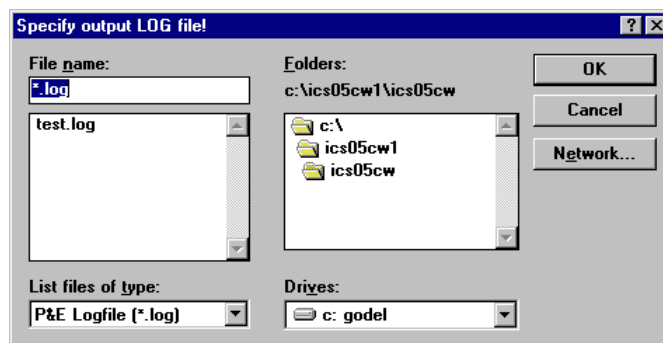 Specify output LOG file!
File name:
*.log
test.log
List files of type:
P&E Logfile (*.log)
Folders:
c:\ics05cw1\ics05cw
c:\
ics05cw1
ics05cw
Drives:
c: godel
OK
Cancel
Network...